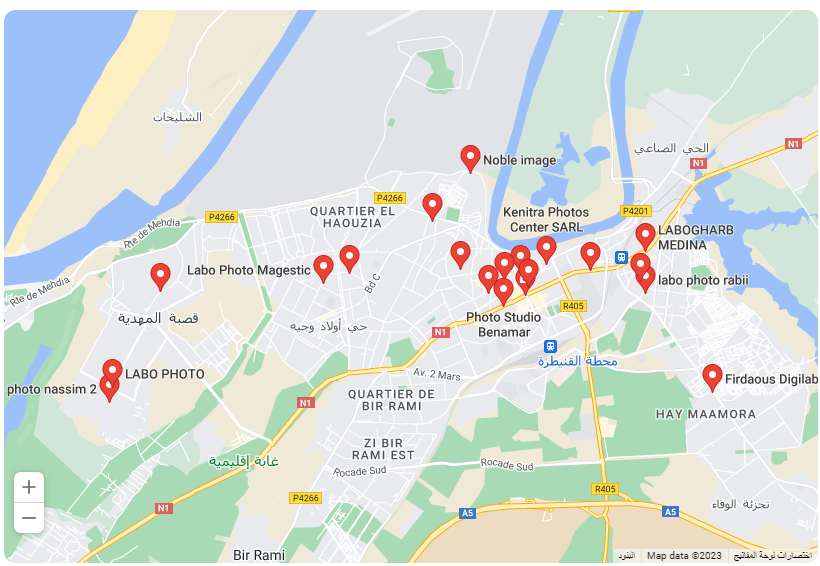 الشليحات
الحي الصناعي
N1
N1
Noble image
P4266
P4266
QUARTIER EL
HAOUZIA
Kenitra Photos
Center SARL
P4201
Rte de Mehdia
LABOGHARB
MEDINA
Labo Photo Magestic
labo photo rabii
Rte de Mehdia
Bd C
R405
قصبة المهدية
حي أولاد وجيه
Photo Studio
Benamar
N1
محطة القنيطرة
LABO PHOTO
Av. 2 Mars
Firdaous Digilab
photo nassim 2
N1
QUARTIER DE
BIR RAMI
HAY MAAMORA
ZI BIR
RAMI EST
غابة إقليمية
Rocade Sud
Rocade Sud
P4266
R405
N1
A5
A5
تجزئة الوفاء
Bir Rami
البنود
Map data ©2023
اختصارات لوحة المفاتيح